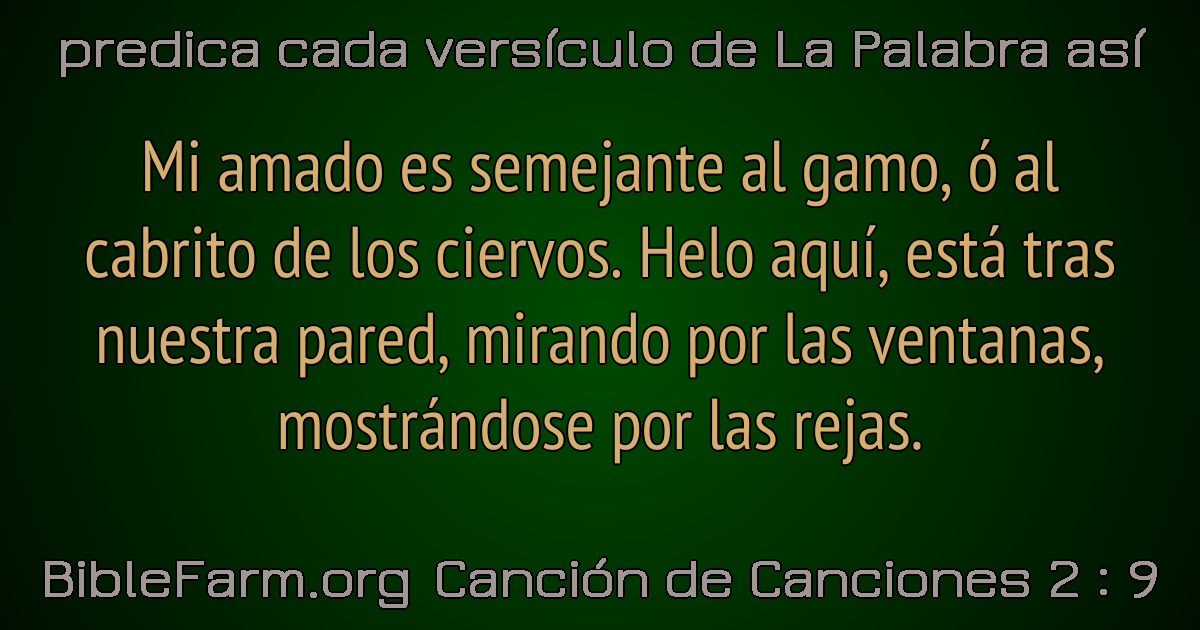 predica cada versículo de La Palabra así
Mi amado es semejante al gamo, ó al
cabrito de los ciervos. Helo aquí, está tras
nuestra pared, mirando por las ventanas,
mostrándose por las rejas.
BibleFarm.org Canción de Canciones 2 : 9